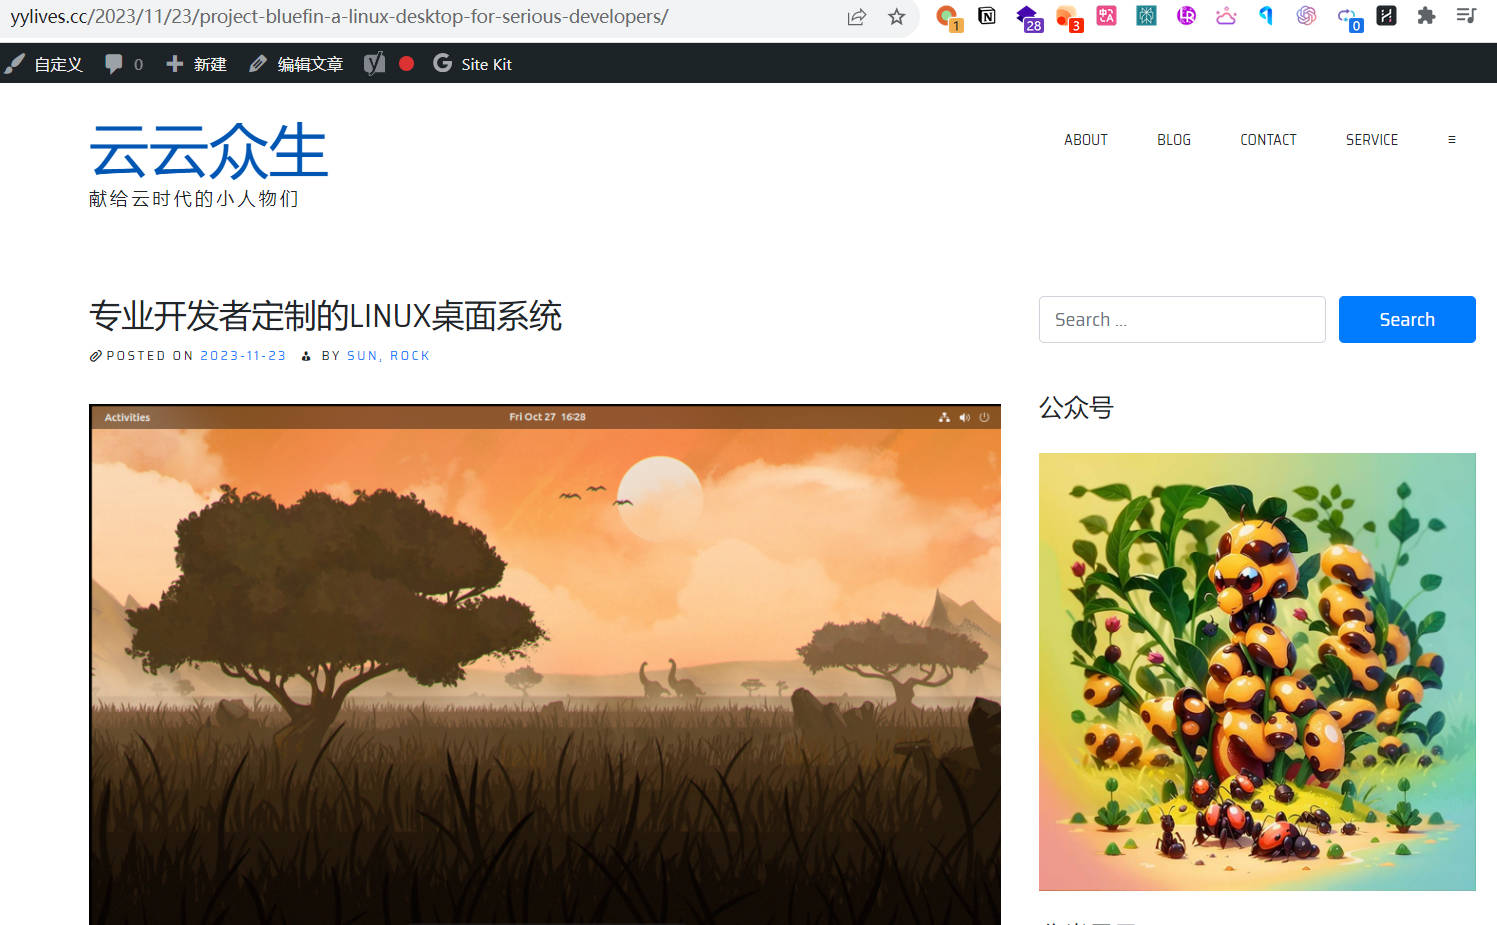 yylives.cc/2023/11/23/project-bluefin-a-linux-desktop-for-serious-developers/
1
28
3
0
自定义
0
新建
编辑文章
Site Kit
云云众生
献给云时代的小人物们
ABOUT
BLOG
CONTACT
SERVICE
专业开发者定制的LINUX桌面系统
POSTED ON 2023-11-23 BY SUN, ROCK
Search ...
Search
公众号
Activities
Fri Oct 27 16:28